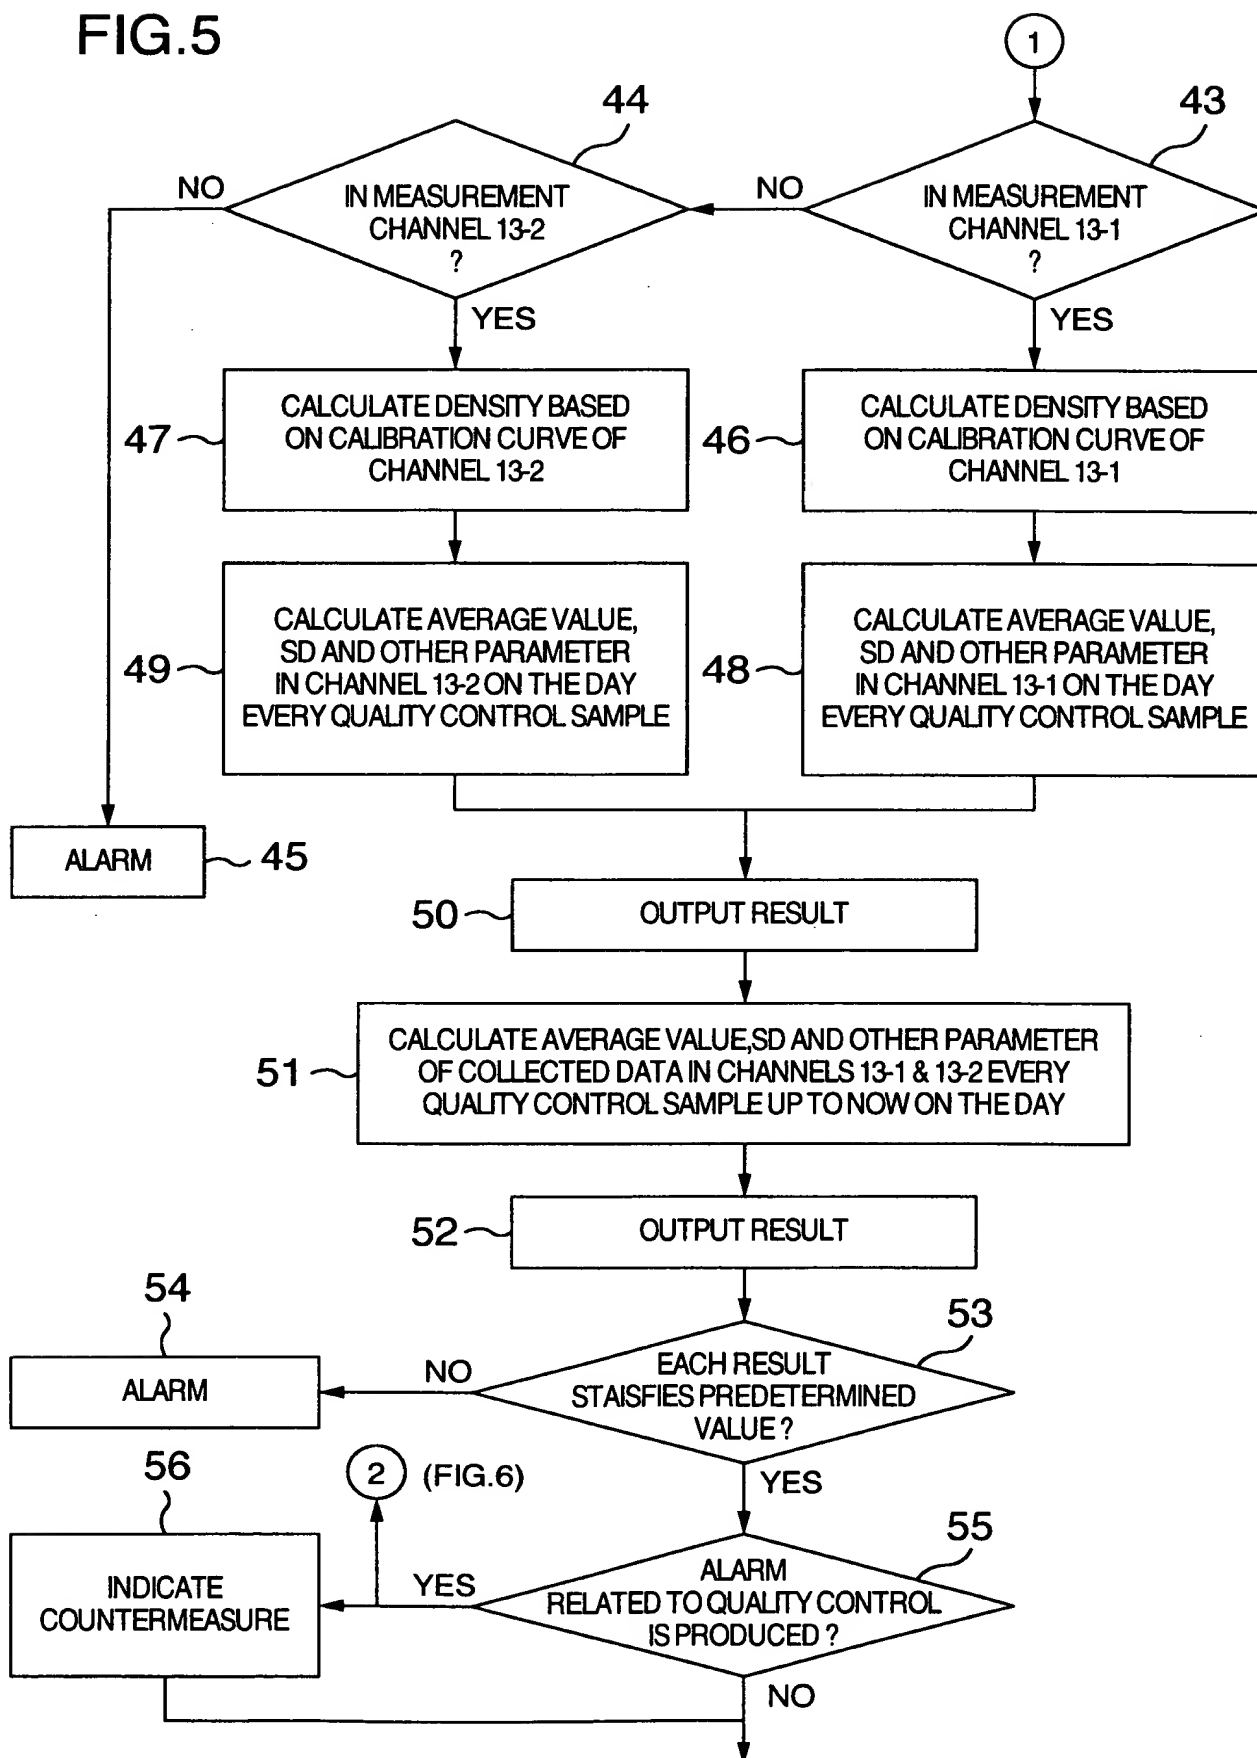 FIG.5
1
44
43
NO
IN MEASUREMENT
CHANNEL 13-2
?
NO
IN MEASUREMENT
CHANNEL 13-1
?
YES
YES
47
CALCULATE DENSITY BASED
ON CALIBRATION CURVE OF
CHANNEL 13-2
46
CALCULATE DENSITY BASED
ON CALIBRATION CURVE OF
CHANNEL 13-1
49
CALCULATE AVERAGE VALUE,
SD AND OTHER PARAMETER
IN CHANNEL 13-2 ON THE DAY
EVERY QUALITY CONTROL SAMPLE
48
CALCULATE AVERAGE VALUE,
SD AND OTHER PARAMETER
IN CHANNEL 13-1 ON THE DAY
EVERY QUALITY CONTROL SAMPLE
ALARM
45
50
OUTPUT RESULT
51
CALCULATE AVERAGE VALUE,SD AND OTHER PARAMETER
OF COLLECTED DATA IN CHANNELS 13-1 & 13-2 EVERY
QUALITY CONTROL SAMPLE UP TO NOW ON THE DAY
52
OUTPUT RESULT
54
53
ALARM
NO
EACH RESULT
STAISFIES PREDETERMINED
VALUE ?
56
2 (FIG.6)
YES
55
INDICATE
COUNTERMEASURE
YES
ALARM
RELATED TO QUALITY CONTROL
IS PRODUCED ?
NO